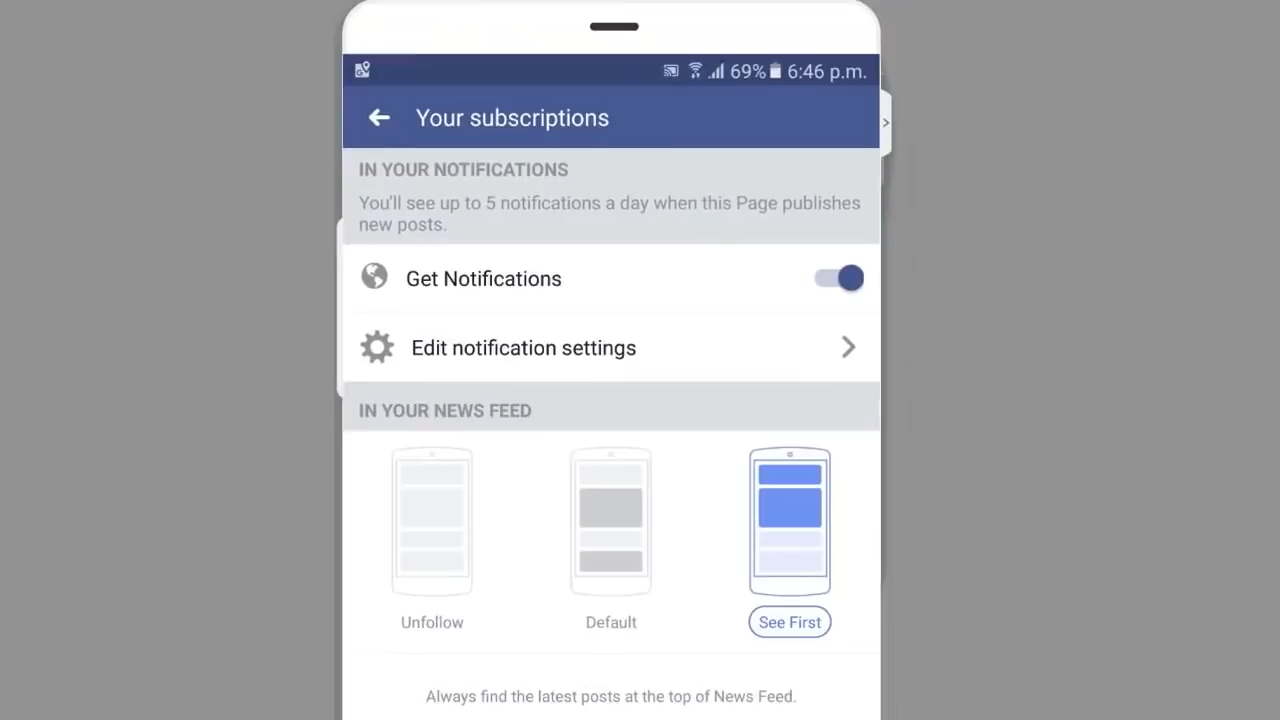 69% 6:46 p.m.
Your subscriptions
IN YOUR NOTIFICATIONS
You'll see up to 5 notifications a day when this Page publishes
new posts.
Get Notifications
Edit notification settings
IN YOUR NEWS FEED
Unfollow Default See First
Always find the latest posts at the top of News Feed.